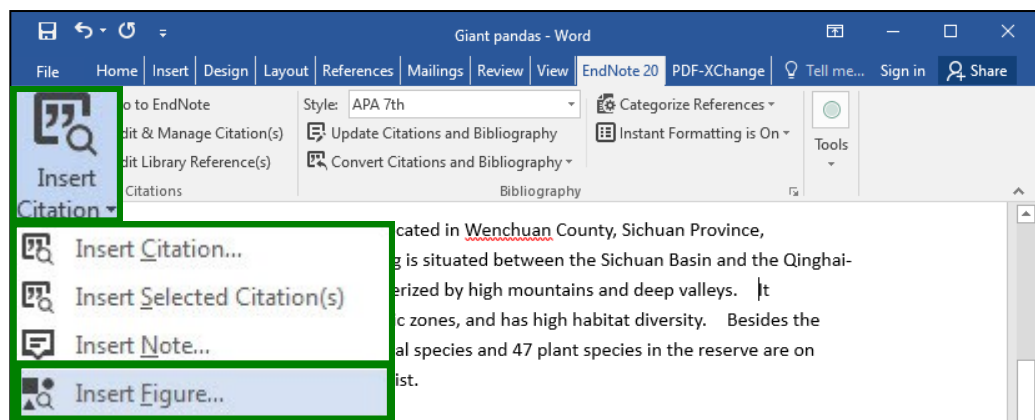 Giant pandas - Word
File Home Insert Design Layout References Mailings Review View EndNote 20 PDF-XChange Tell me... Sign in Share
Insert
Citation
o to EndNote
dit & Manage Citation(s)
dit Library Reference(s)
Citations
Style: APA 7th
Update Citations and Bibliography
Convert Citations and Bibliography
Categorize References
Instant Formatting is On
Bibliography
Tools
Insert Citation...
Insert Selected Citation(s)
Insert Note...
Insert Figure...
cated in Wenchuan County, Sichuan Province,
g is situated between the Sichuan Basin and the Qinghai-
erized by high mountains and deep valleys. It
ic zones, and has high habitat diversity. Besides the
al species and 47 plant species in the reserve are on
ist.